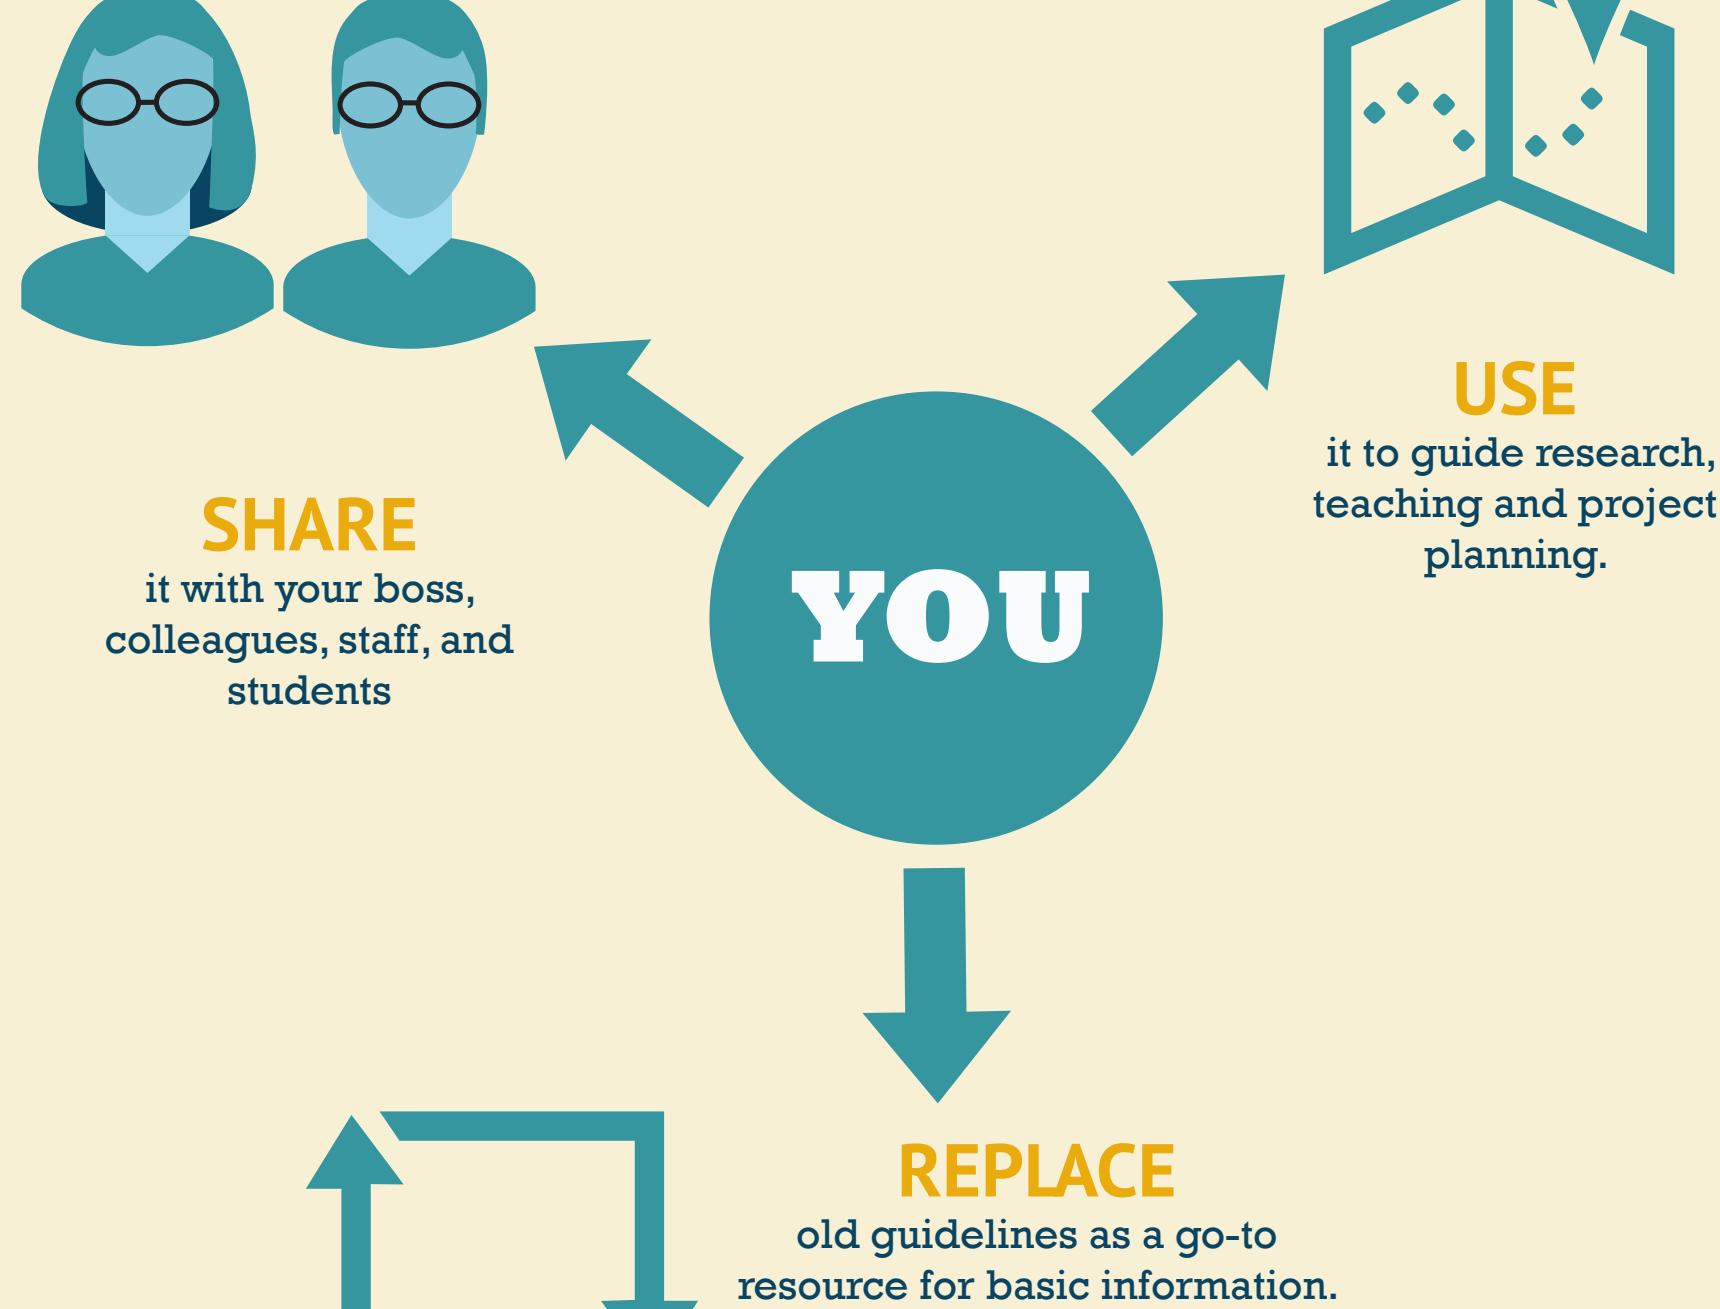 USE
it to guide research,
teaching and project
planning.
SHARE
it with your boss,
colleagues, staff, and
students
YOU
REPLACE
old guidelines as a go-to
resource for basic information.